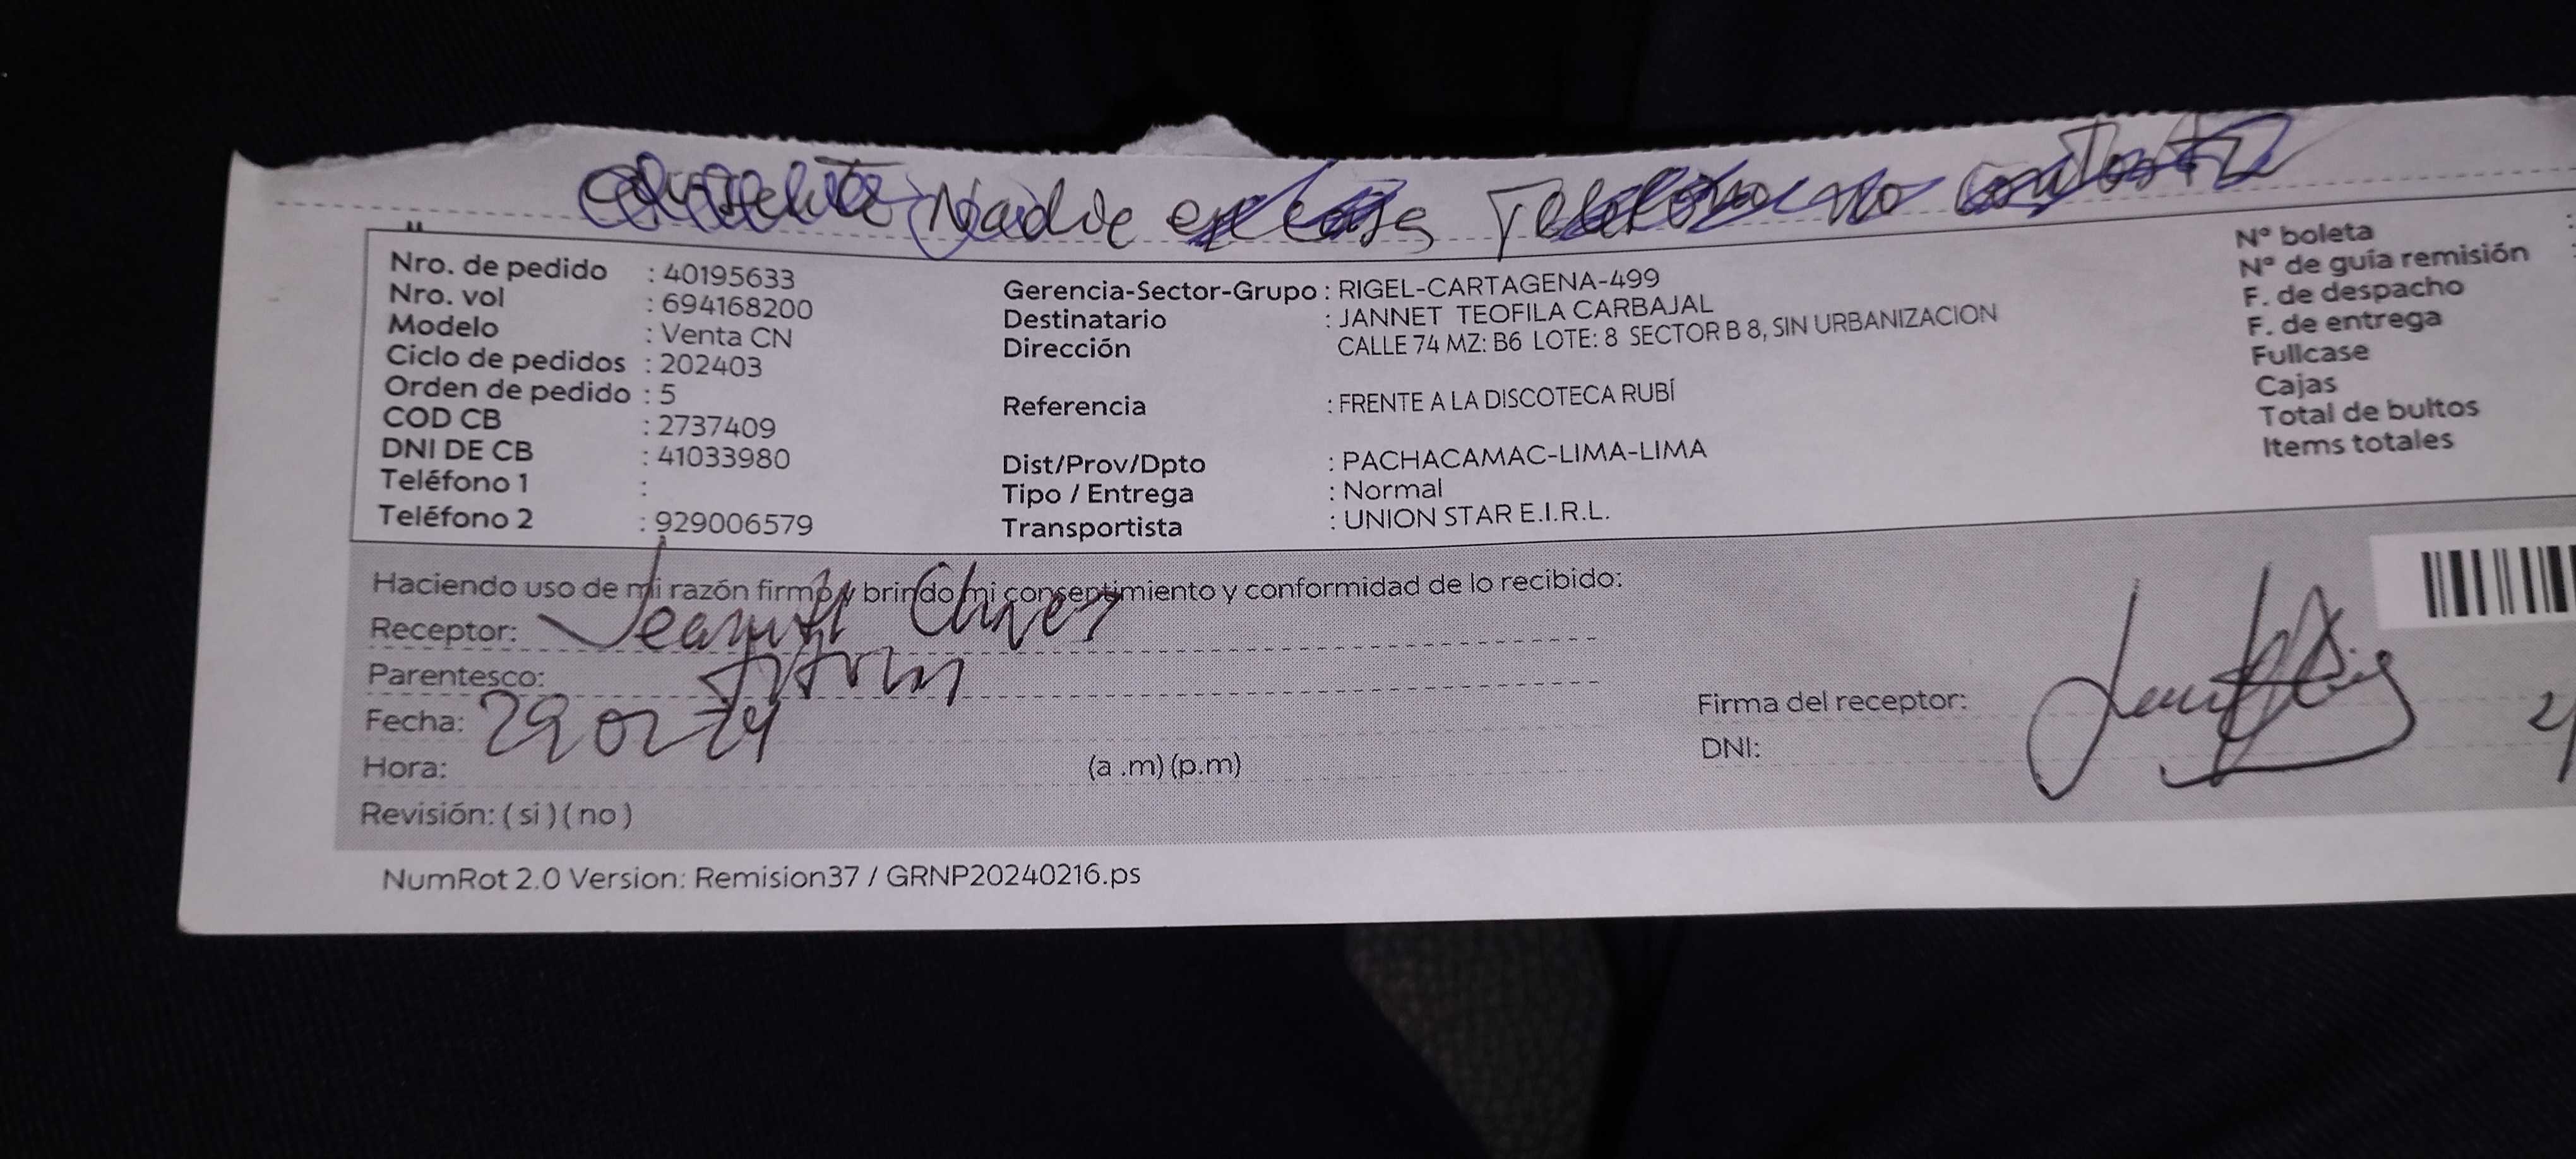 Nadie en casa Telefono no contesta
Nro. de pedido : 40195633
Nro. vol : 694168200
Modelo : Venta CN
Ciclo de pedidos : 202403
Orden de pedido : 5
COD CB : 2737409
DNI DE CB : 41033980
Teléfono 1 :
Teléfono 2 : 929006579
Gerencia-Sector-Grupo : RIGEL-CARTAGENA-499
Destinatario : JANNET TEOFILA CARBAJAL
Dirección CALLE 74 MZ: B6 LOTE: 8 SECTOR B 8, SIN URBANIZACION
Referencia : FRENTE A LA DISCOTECA RUBÍ
Dist/Prov/Dpto : PACHACAMAC-LIMA-LIMA
Tipo / Entrega : Normal
Transportista : UNION STAR E.I.R.L.
Nº boleta
Nº de guía remisión
F. de despacho
F. de entrega
Fullcase
Cajas
Total de bultos
Items totales
Haciendo uso de mi razón firmo y brindo mi consentimiento y conformidad de lo recibido:
Receptor:
Parentesco:
Fecha: 29 02 24
Hora: (a .m) (p.m)
Revisión: ( si ) ( no )
Firma del receptor:
DNI:
NumRot 2.0 Version: Remision37 / GRNP20240216.ps